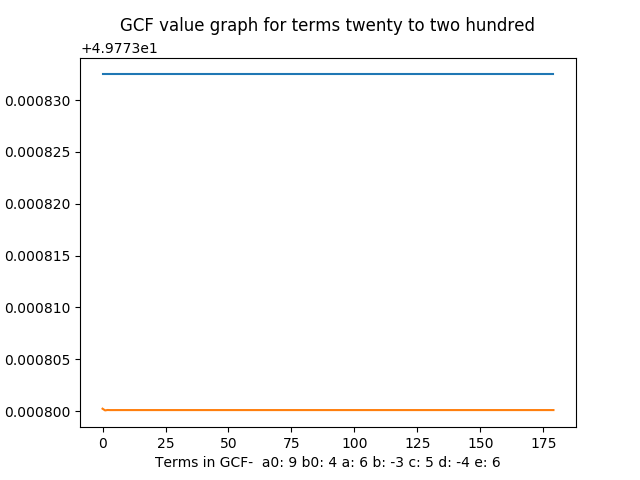 GCF value graph for terms twenty to two hundred
+4.9773e1
0.000830
0.000825
0.000820
0.000815
0.000810
0.000805
0.000800
0 25 50 75 100 125 150 175
Terms in GCF-  a0: 9 b0: 4 a: 6 b: -3 c: 5 d: -4 e: 6